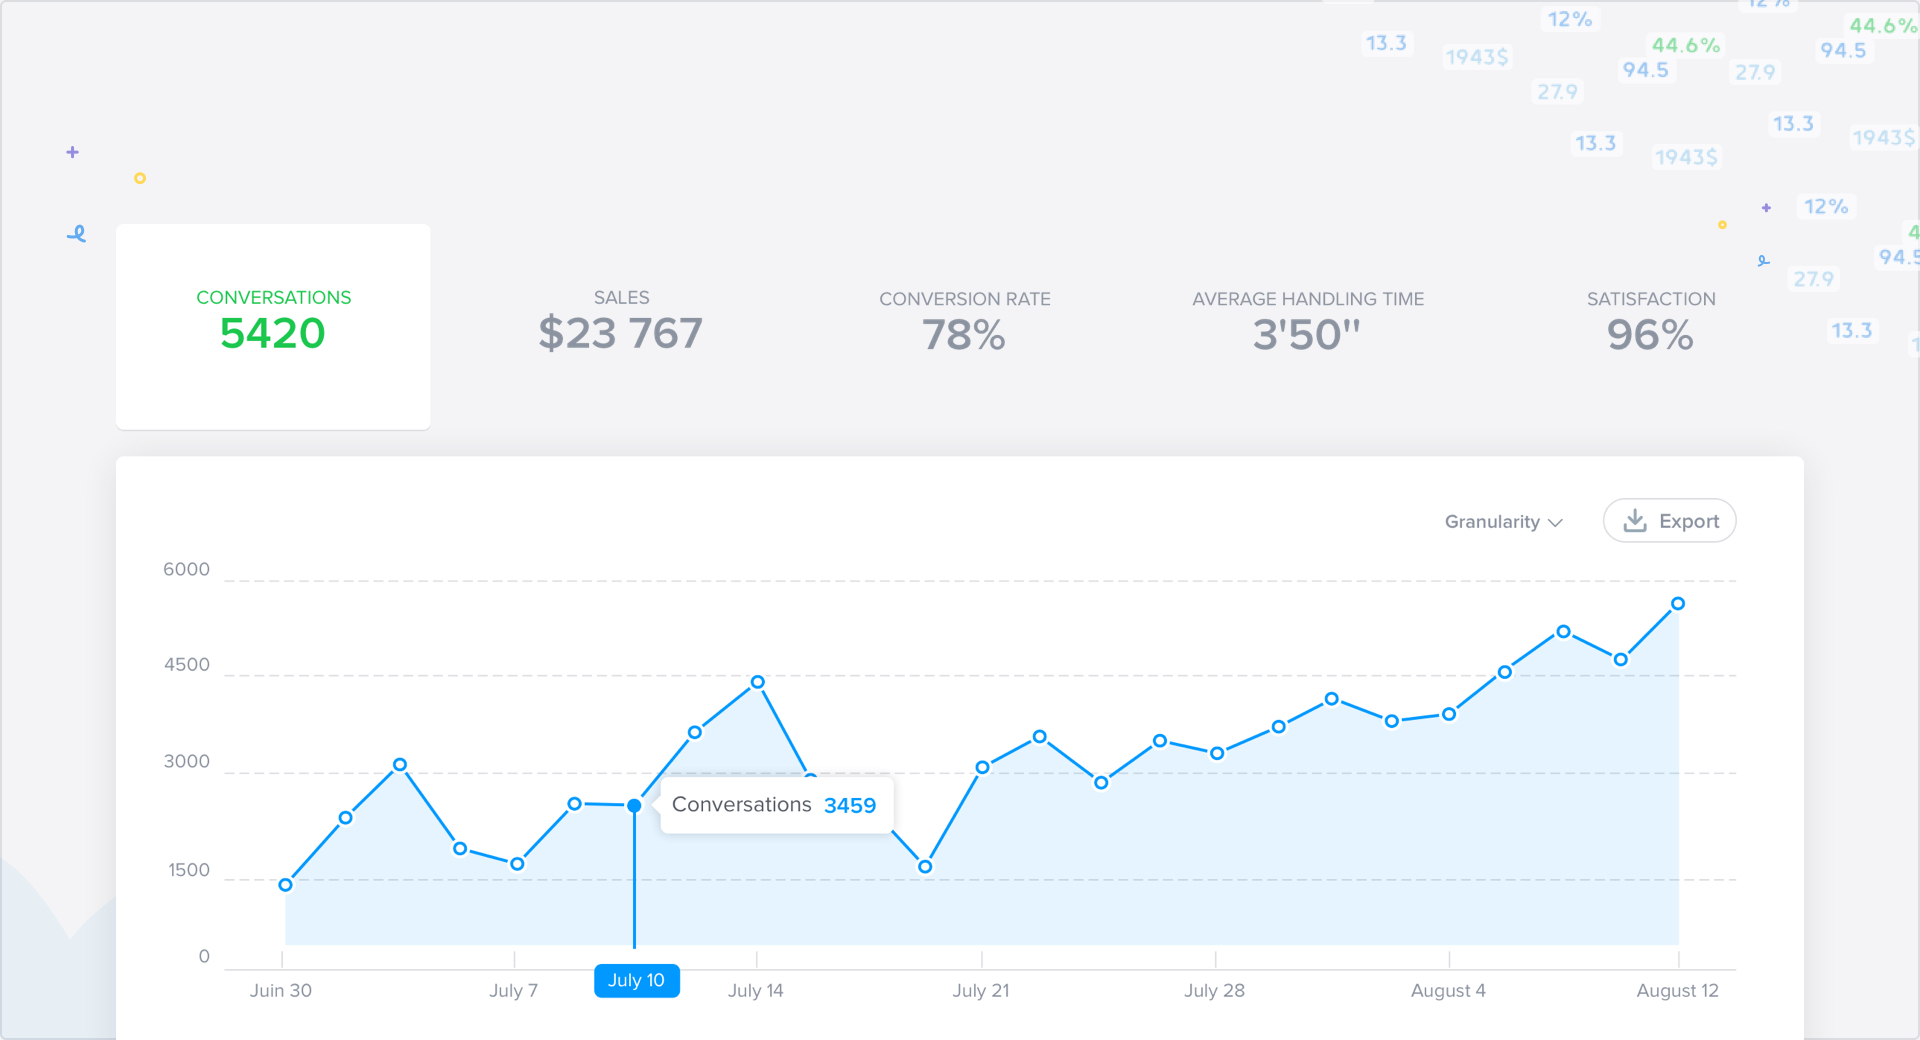 12%
12%
44.6%
13.3
44.6%
94.5
1943$
94.5
27.9
27.9
13.3
13.3
1943$
1943$
12%
94.5
27.9
13.3
CONVERSATIONS
5420
SALES
$23 767
CONVERSION RATE
78%
AVERAGE HANDLING TIME
3'50''
SATISFACTION
96%
Granularity
Export
6000
4500
3000
1500
0
Conversations 3459
Juin 30
July 7
July 10
July 14
July 21
July 28
August 4
August 12